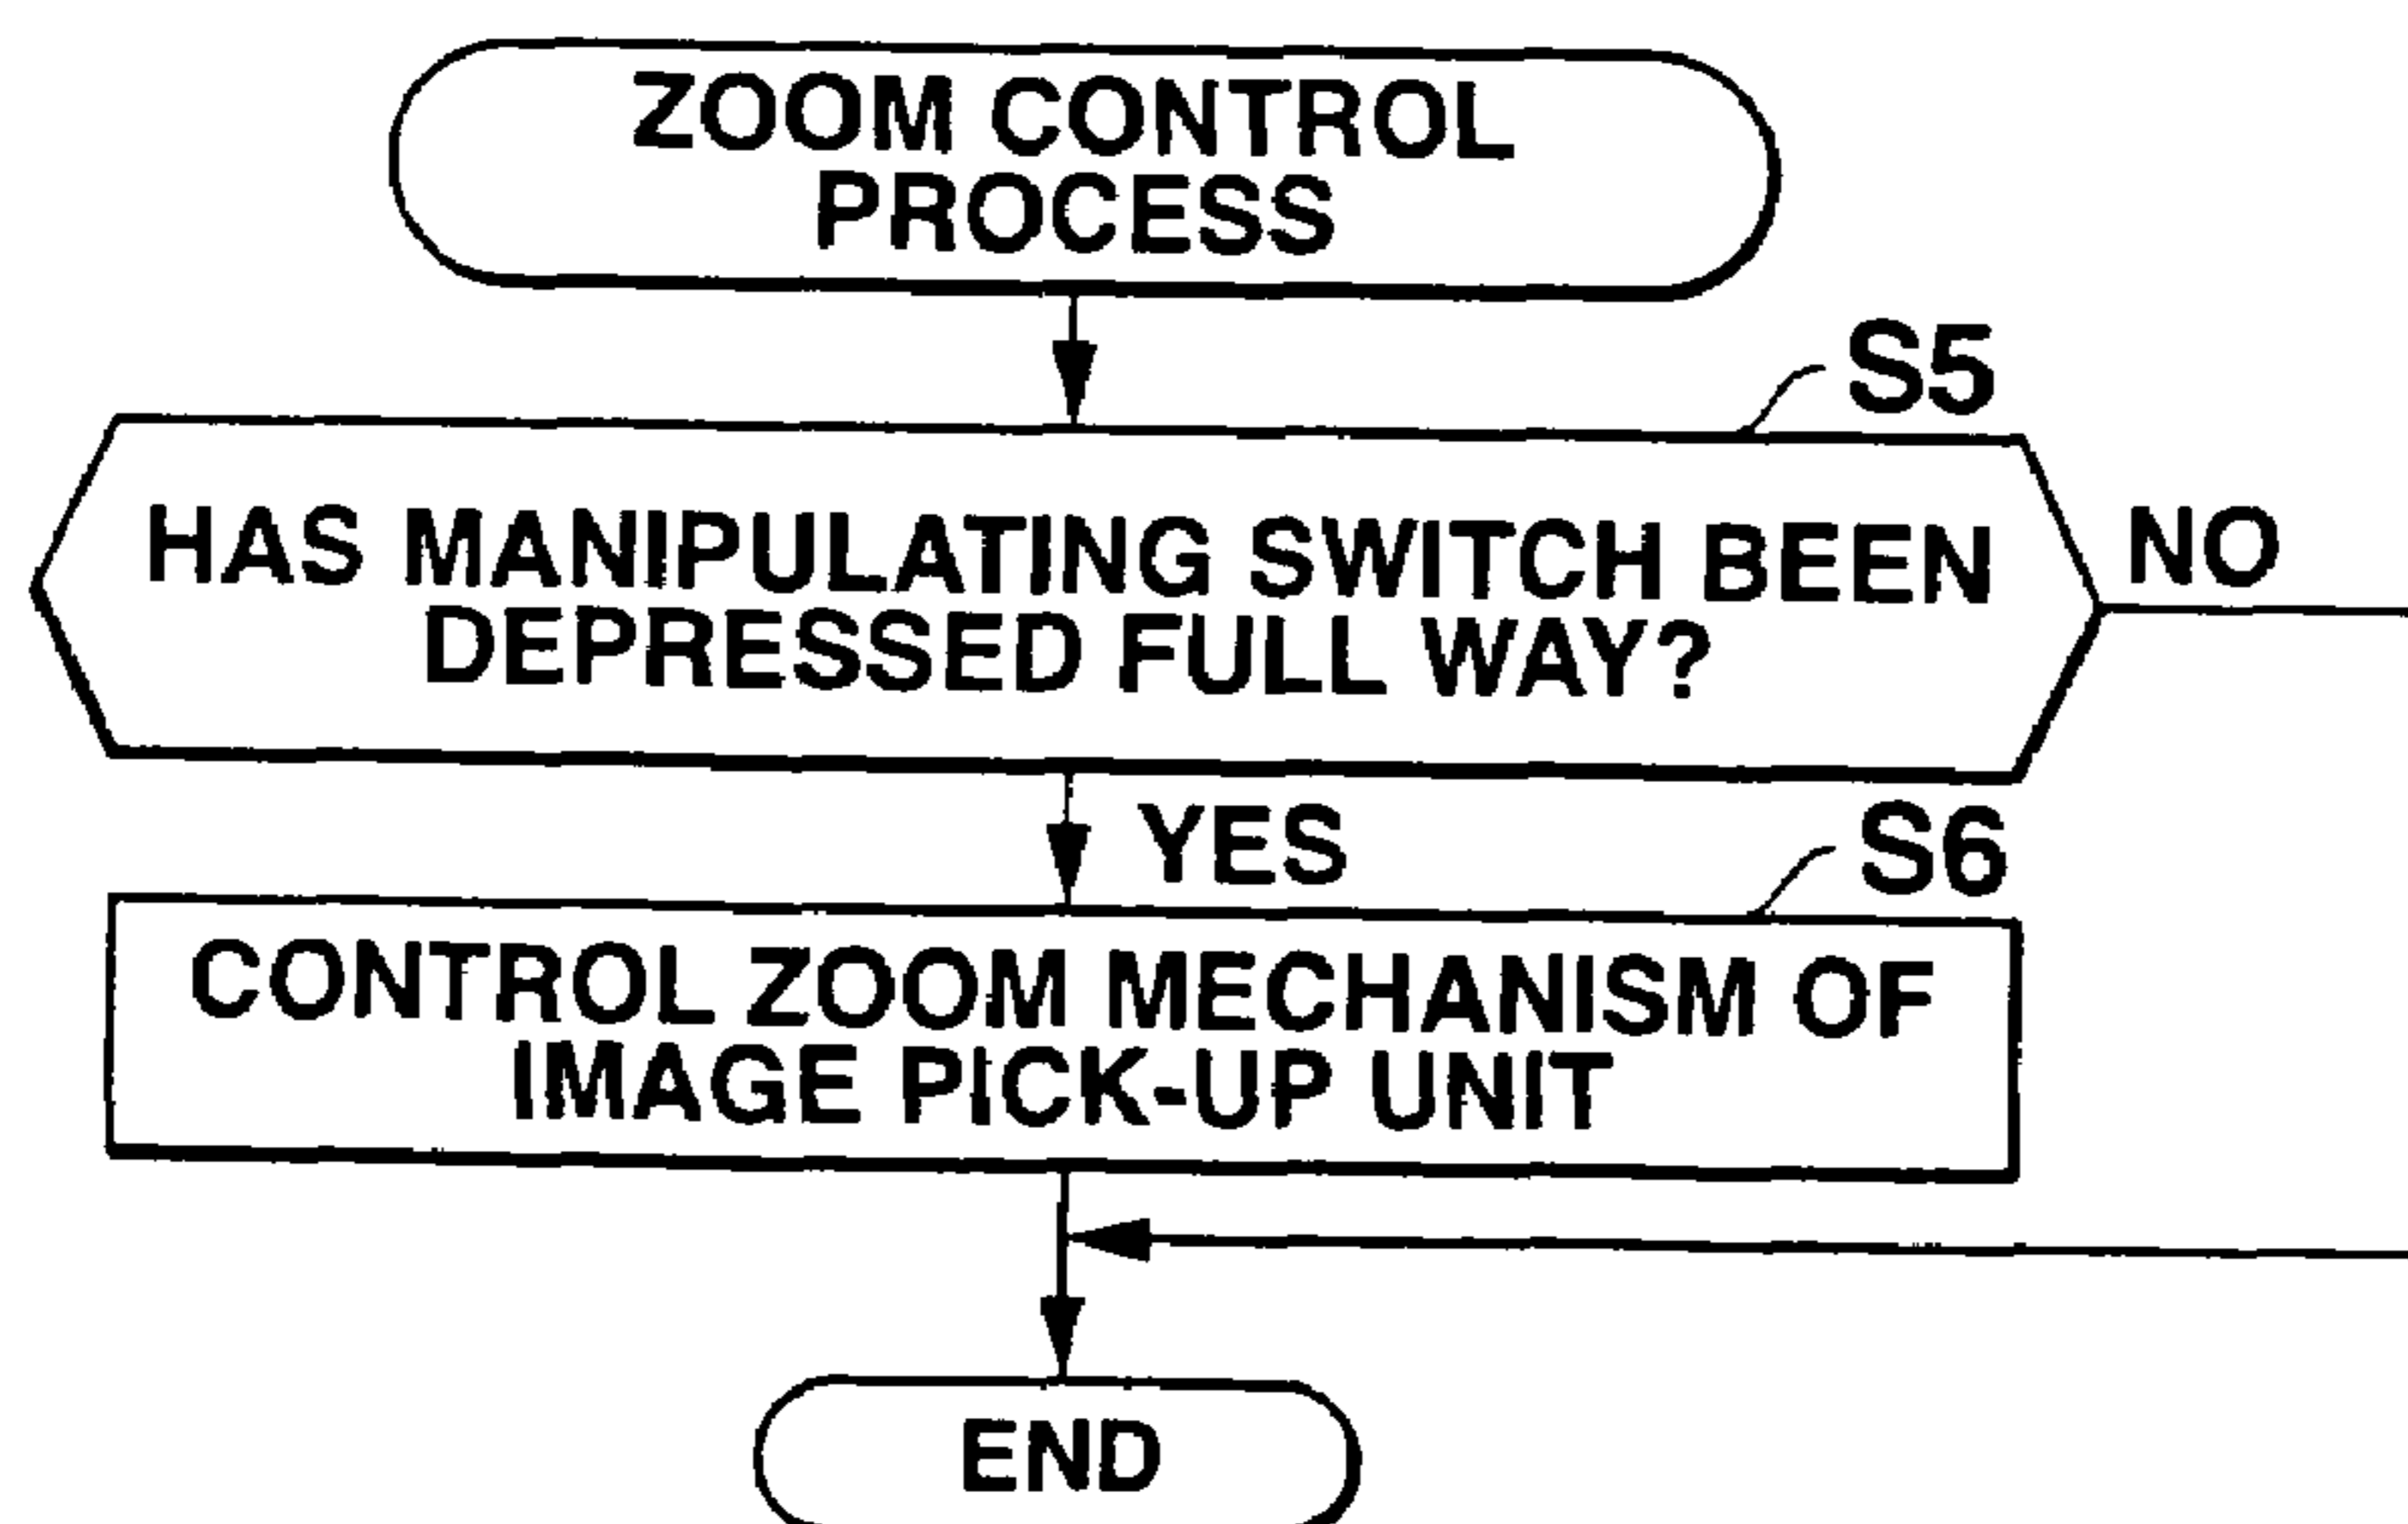 ZOOM CONTROL
PROCESS
S5
HAS MANIPULATING SWITCH BEEN
DEPRESSED FULL WAY?
NO
YES
S6
CONTROL ZOOM MECHANISM OF
IMAGE PICK-UP UNIT
END